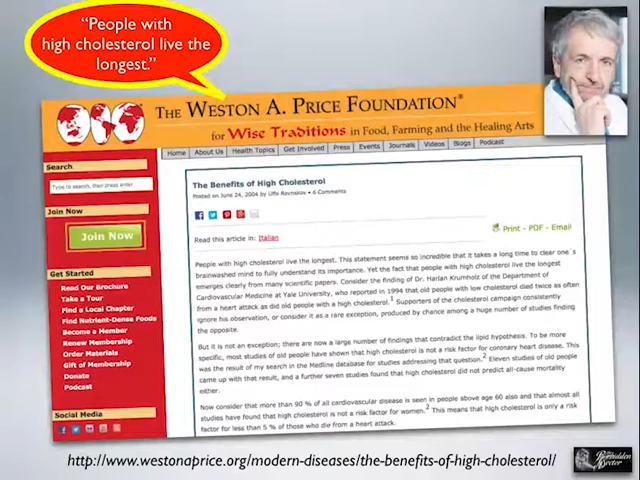 “People with
high cholesterol live the
longest.”
THE WESTON A. PRICE FOUNDATION®
for Wise Traditions in Food, Farming and the Healing Arts
Home About Us Health Topics Get Involved Press Events Journals Videos Blogs Podcast
Search
Type to search, then press enter
Join Now
Join Now
Get Started
Read Our Brochure
Take a Tour
Find a Local Chapter
Find Nutrient-Dense Foods
Become a Member
Renew Membership
Order Materials
Gift of Membership
Donate
Podcast
Social Media
The Benefits of High Cholesterol
Posted on June 24, 2004 by Uffe Ravnskov • 6 Comments
Print - PDF - Email
Read this article in: Italian
People with high cholesterol live the longest. This statement seems so incredible that it takes a long time to clear one´s
brainwashed mind to fully understand its importance. Yet the fact that people with high cholesterol live the longest
emerges clearly from many scientific papers. Consider the finding of Dr. Harlan Krumholz of the Department of
Cardiovascular Medicine at Yale University, who reported in 1994 that old people with low cholesterol died twice as often
from a heart attack as did old people with a high cholesterol.1 Supporters of the cholesterol campaign consistently
ignore his observation, or consider it as a rare exception, produced by chance among a huge number of studies finding
the opposite.
But it is not an exception; there are now a large number of findings that contradict the lipid hypothesis. To be more
specific, most studies of old people have shown that high cholesterol is not a risk factor for coronary heart disease. This
was the result of my search in the Medline database for studies addressing that question.2 Eleven studies of old people
came up with that result, and a further seven studies found that high cholesterol did not predict all-cause mortality
either.
Now consider that more than 90 % of all cardiovascular disease is seen in people above age 60 also and that almost all
studies have found that high cholesterol is not a risk factor for women.2 This means that high cholesterol is only a risk
factor for less than 5 % of those who die from a heart attack.
http://www.westonaprice.org/modern-diseases/the-benefits-of-high-cholesterol/
Forbidden
Doctor